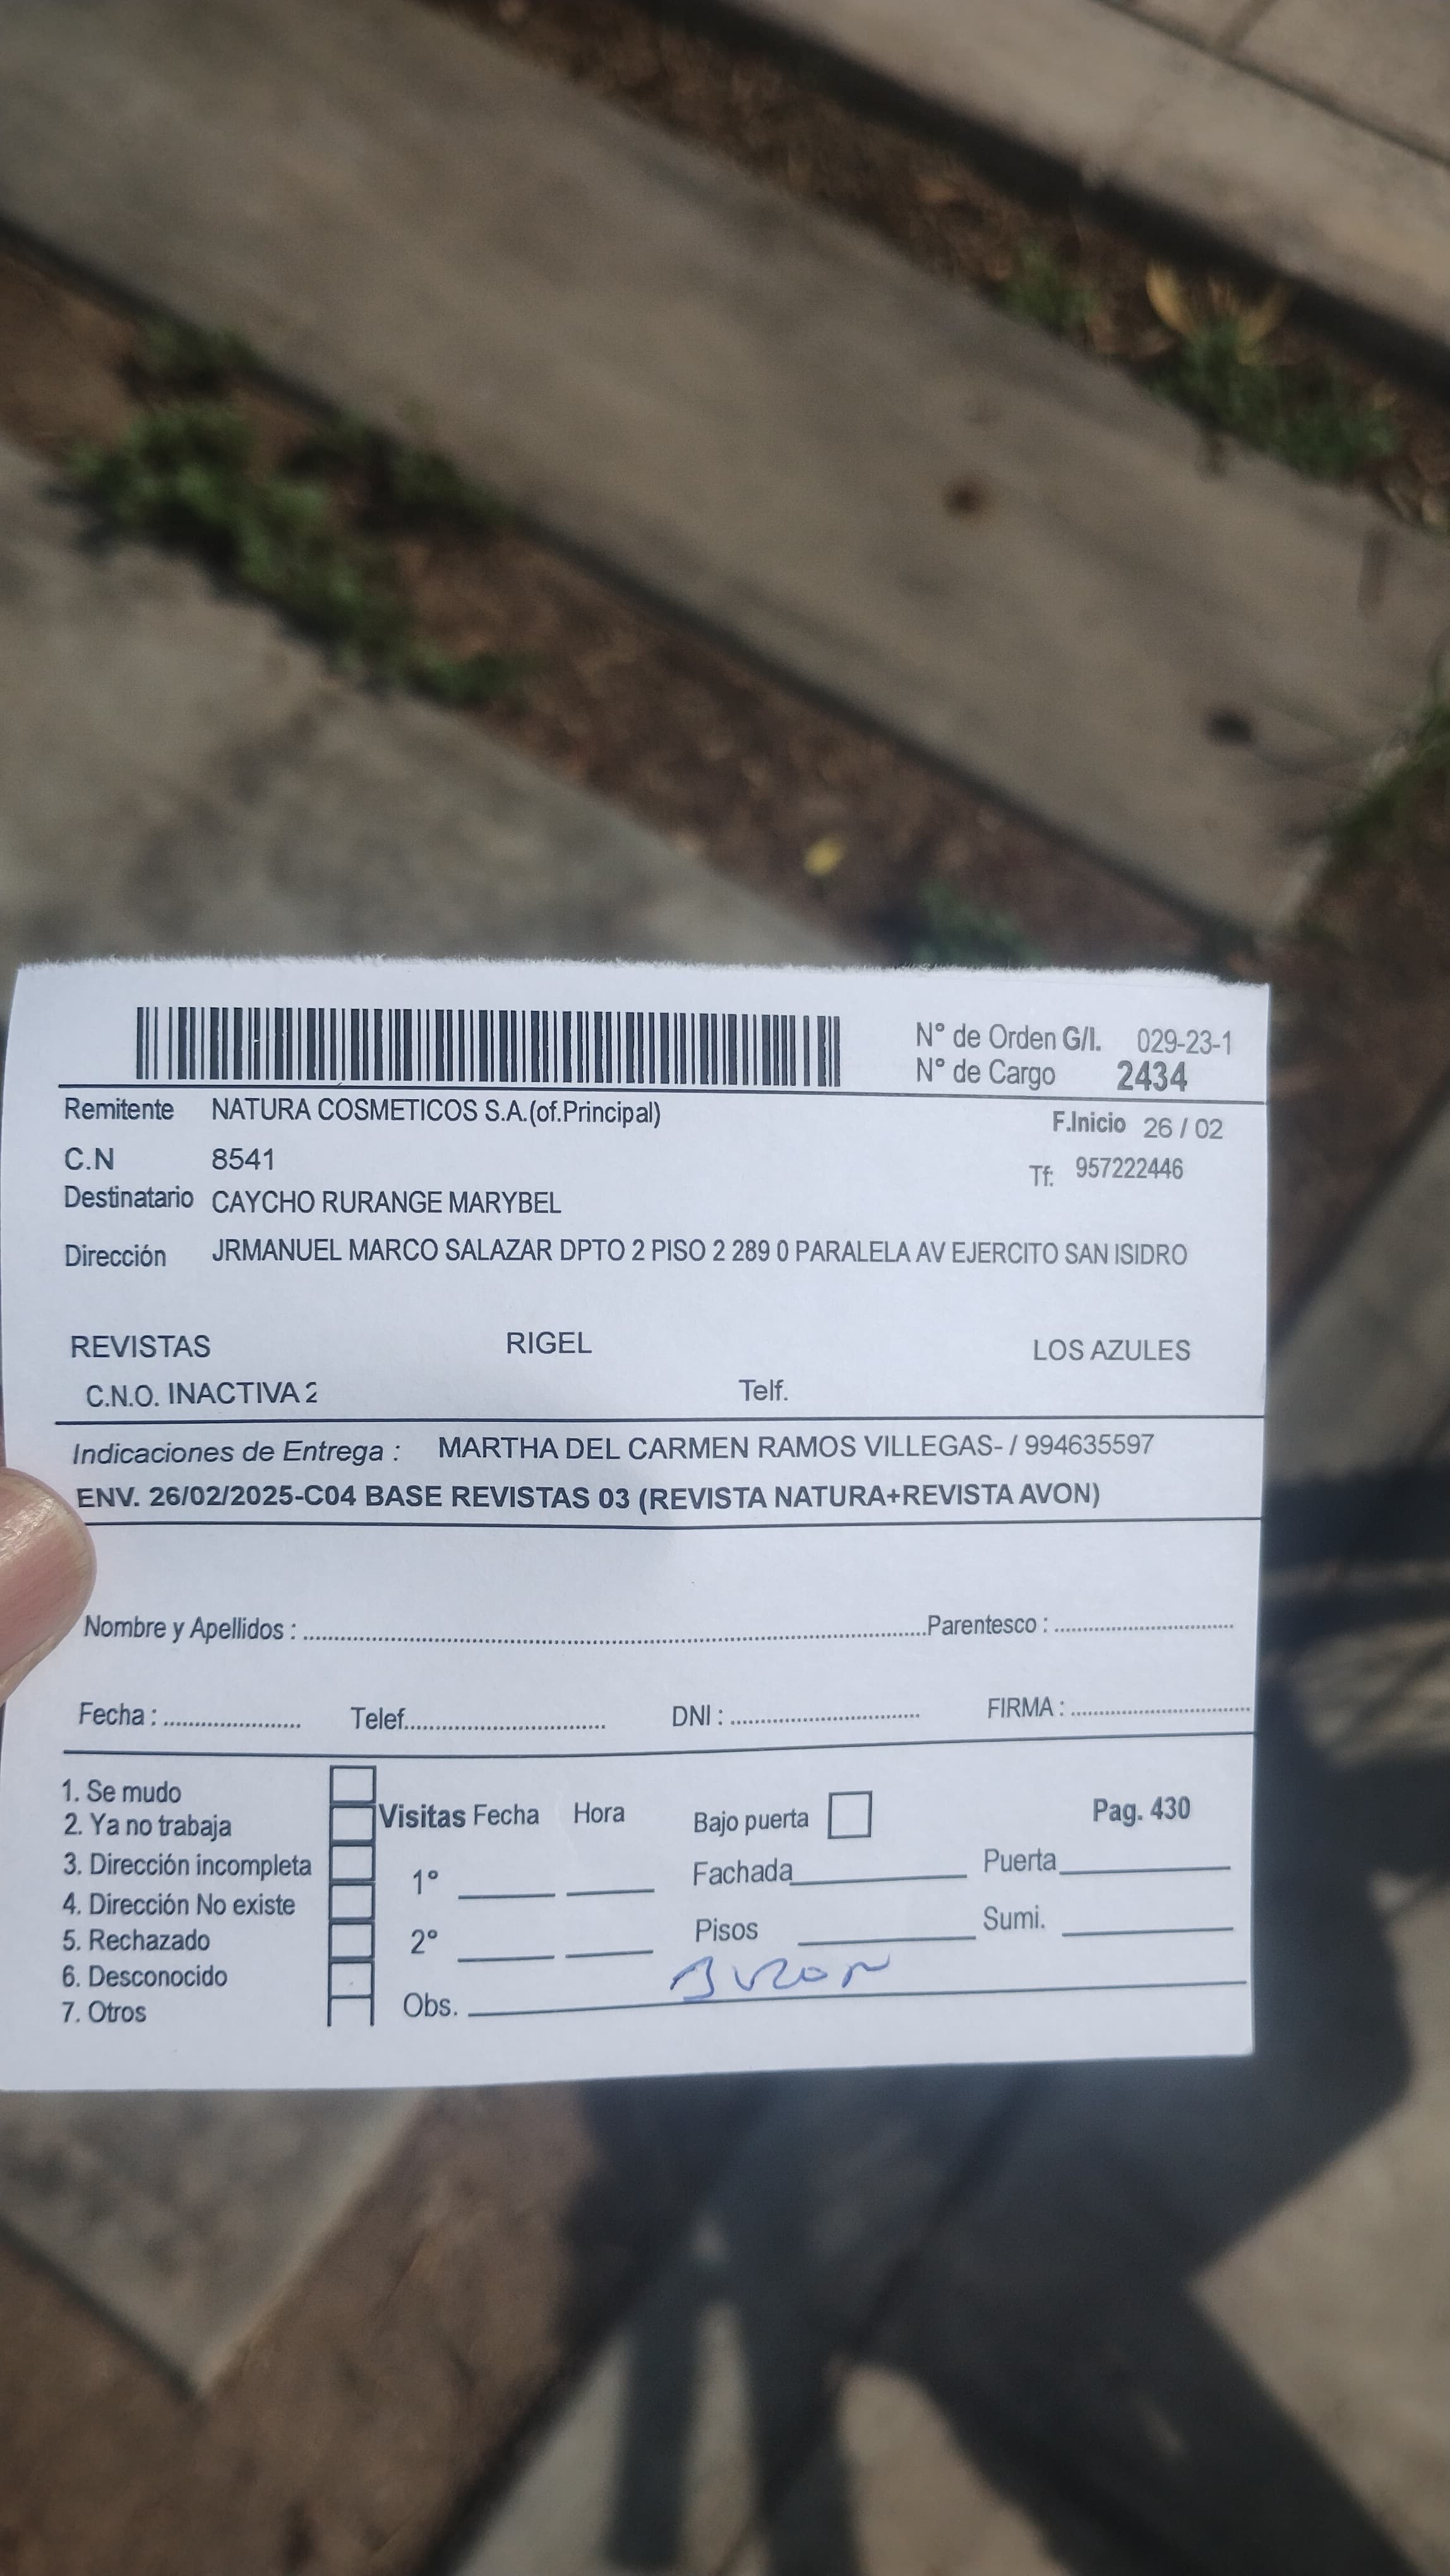 N° de Orden G/I. 029-23-1
N° de Cargo 2434
Remitente NATURA COSMETICOS S.A.(of.Principal)
F.Inicio 26 / 02
C.N 8541
Tf: 957222446
Destinatario CAYCHO RURANGE MARYBEL
Dirección JRMANUEL MARCO SALAZAR DPTO 2 PISO 2 289 0 PARALELA AV EJERCITO SAN ISIDRO
REVISTAS RIGEL LOS AZULES
C.N.O. INACTIVA 2 Telf.
Indicaciones de Entrega : MARTHA DEL CARMEN RAMOS VILLEGAS- / 994635597
ENV. 26/02/2025-C04 BASE REVISTAS 03 (REVISTA NATURA+REVISTA AVON)
Nombre y Apellidos : Parentesco :
Fecha : Telef. DNI : FIRMA :
1. Se mudo
2. Ya no trabaja
3. Dirección incompleta
4. Dirección No existe
5. Rechazado
6. Desconocido
7. Otros
Visitas Fecha Hora
1°
2°
Obs.
Bajo puerta
Pag. 430
Fachada Puerta
Pisos Sumi.